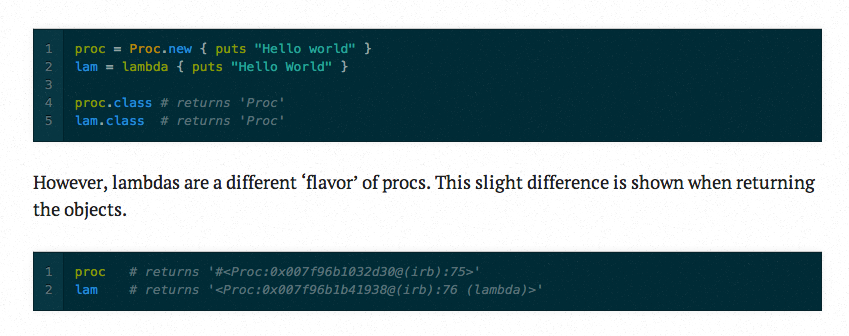 1 proc = Proc.new { puts "Hello world" }
2 lam = lambda { puts "Hello World" }
3
4 proc.class # returns 'Proc'
5 lam.class  # returns 'Proc'
However, lambdas are a different ‘flavor’ of procs. This slight difference is shown when returning
the objects.
1 proc   # returns '#<Proc:0x007f96b1032d30@(irb):75>'
2 lam    # returns '<Proc:0x007f96b1b41938@(irb):76 (lambda)>'